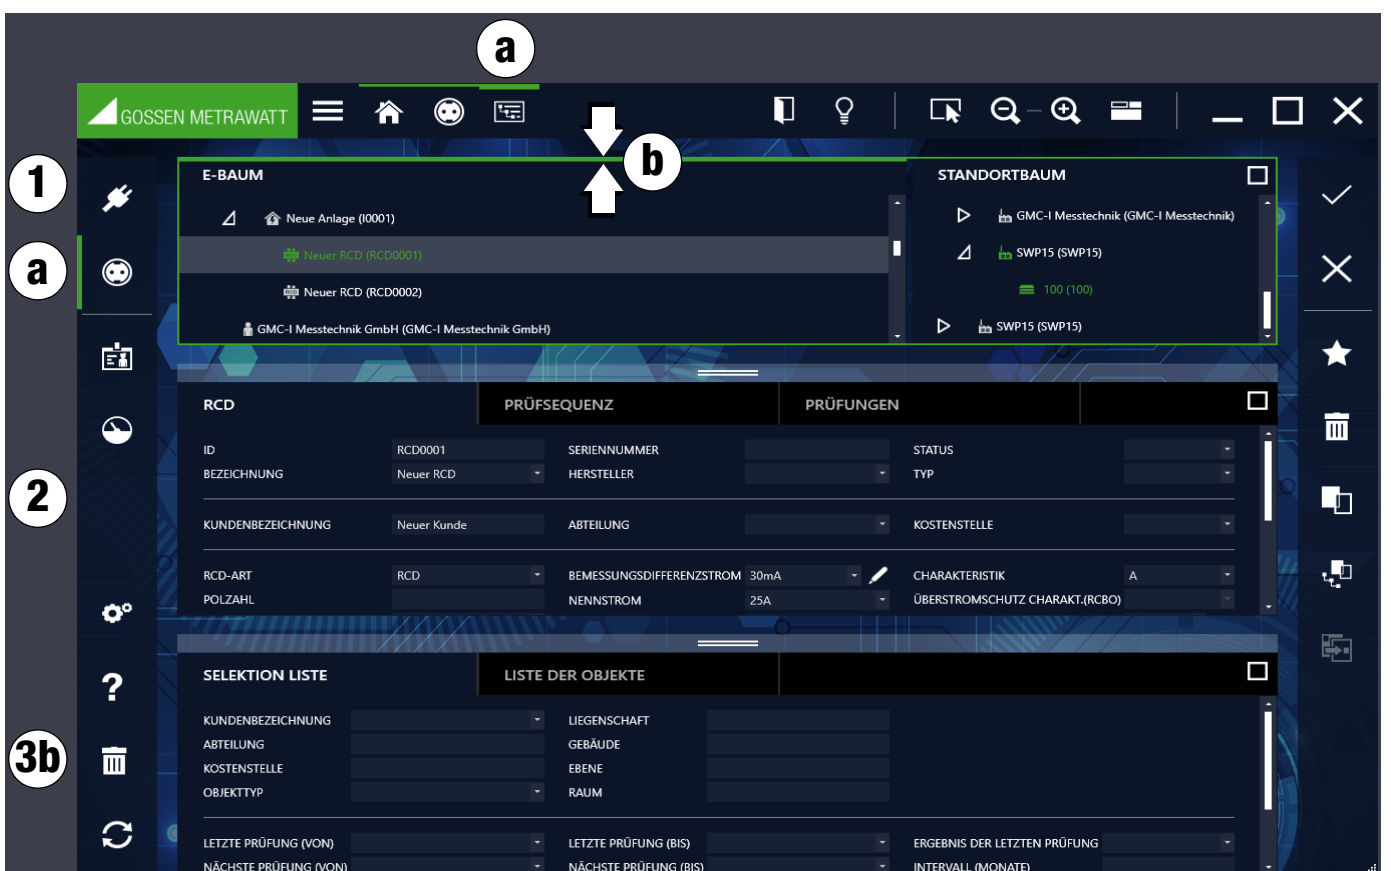 a
GOSSEN METRAWATT
b
1
E-BAUM
STANDORTBAUM
Neue Anlage (I0001)
GMC-I Messtechnik (GMC-I Messtechnik)
a
Neuer RCD (RCD0001)
SWP15 (SWP15)
Neuer RCD (RCD0002)
100 (100)
GMC-I Messtechnik GmbH (GMC-I Messtechnik GmbH)
SWP15 (SWP15)
RCD PRÜFSEQUENZ PRÜFUNGEN
ID RCD0001 SERIENNUMMER STATUS
BEZEICHNUNG Neuer RCD HERSTELLER TYP
2
KUNDENBEZEICHNUNG Neuer Kunde ABTEILUNG KOSTENSTELLE
RCD-ART RCD BEMESSUNGSDIFFERENZSTROM 30mA CHARAKTERISTIK A
POLZAHL NENNSTROM 25A ÜBERSTROMSCHUTZ CHARAKT.(RCBO)
?
SELEKTION LISTE LISTE DER OBJEKTE
KUNDENBEZEICHNUNG LIEGENSCHAFT
ABTEILUNG GEBÄUDE
3b
KOSTENSTELLE EBENE
OBJEKTTYP RAUM
LETZTE PRÜFUNG (VON) LETZTE PRÜFUNG (BIS) ERGEBNIS DER LETZTEN PRÜFUNG
NÄCHSTE PRÜFUNG (VON) NÄCHSTE PRÜFUNG (BIS) INTERVALL (MONATE)